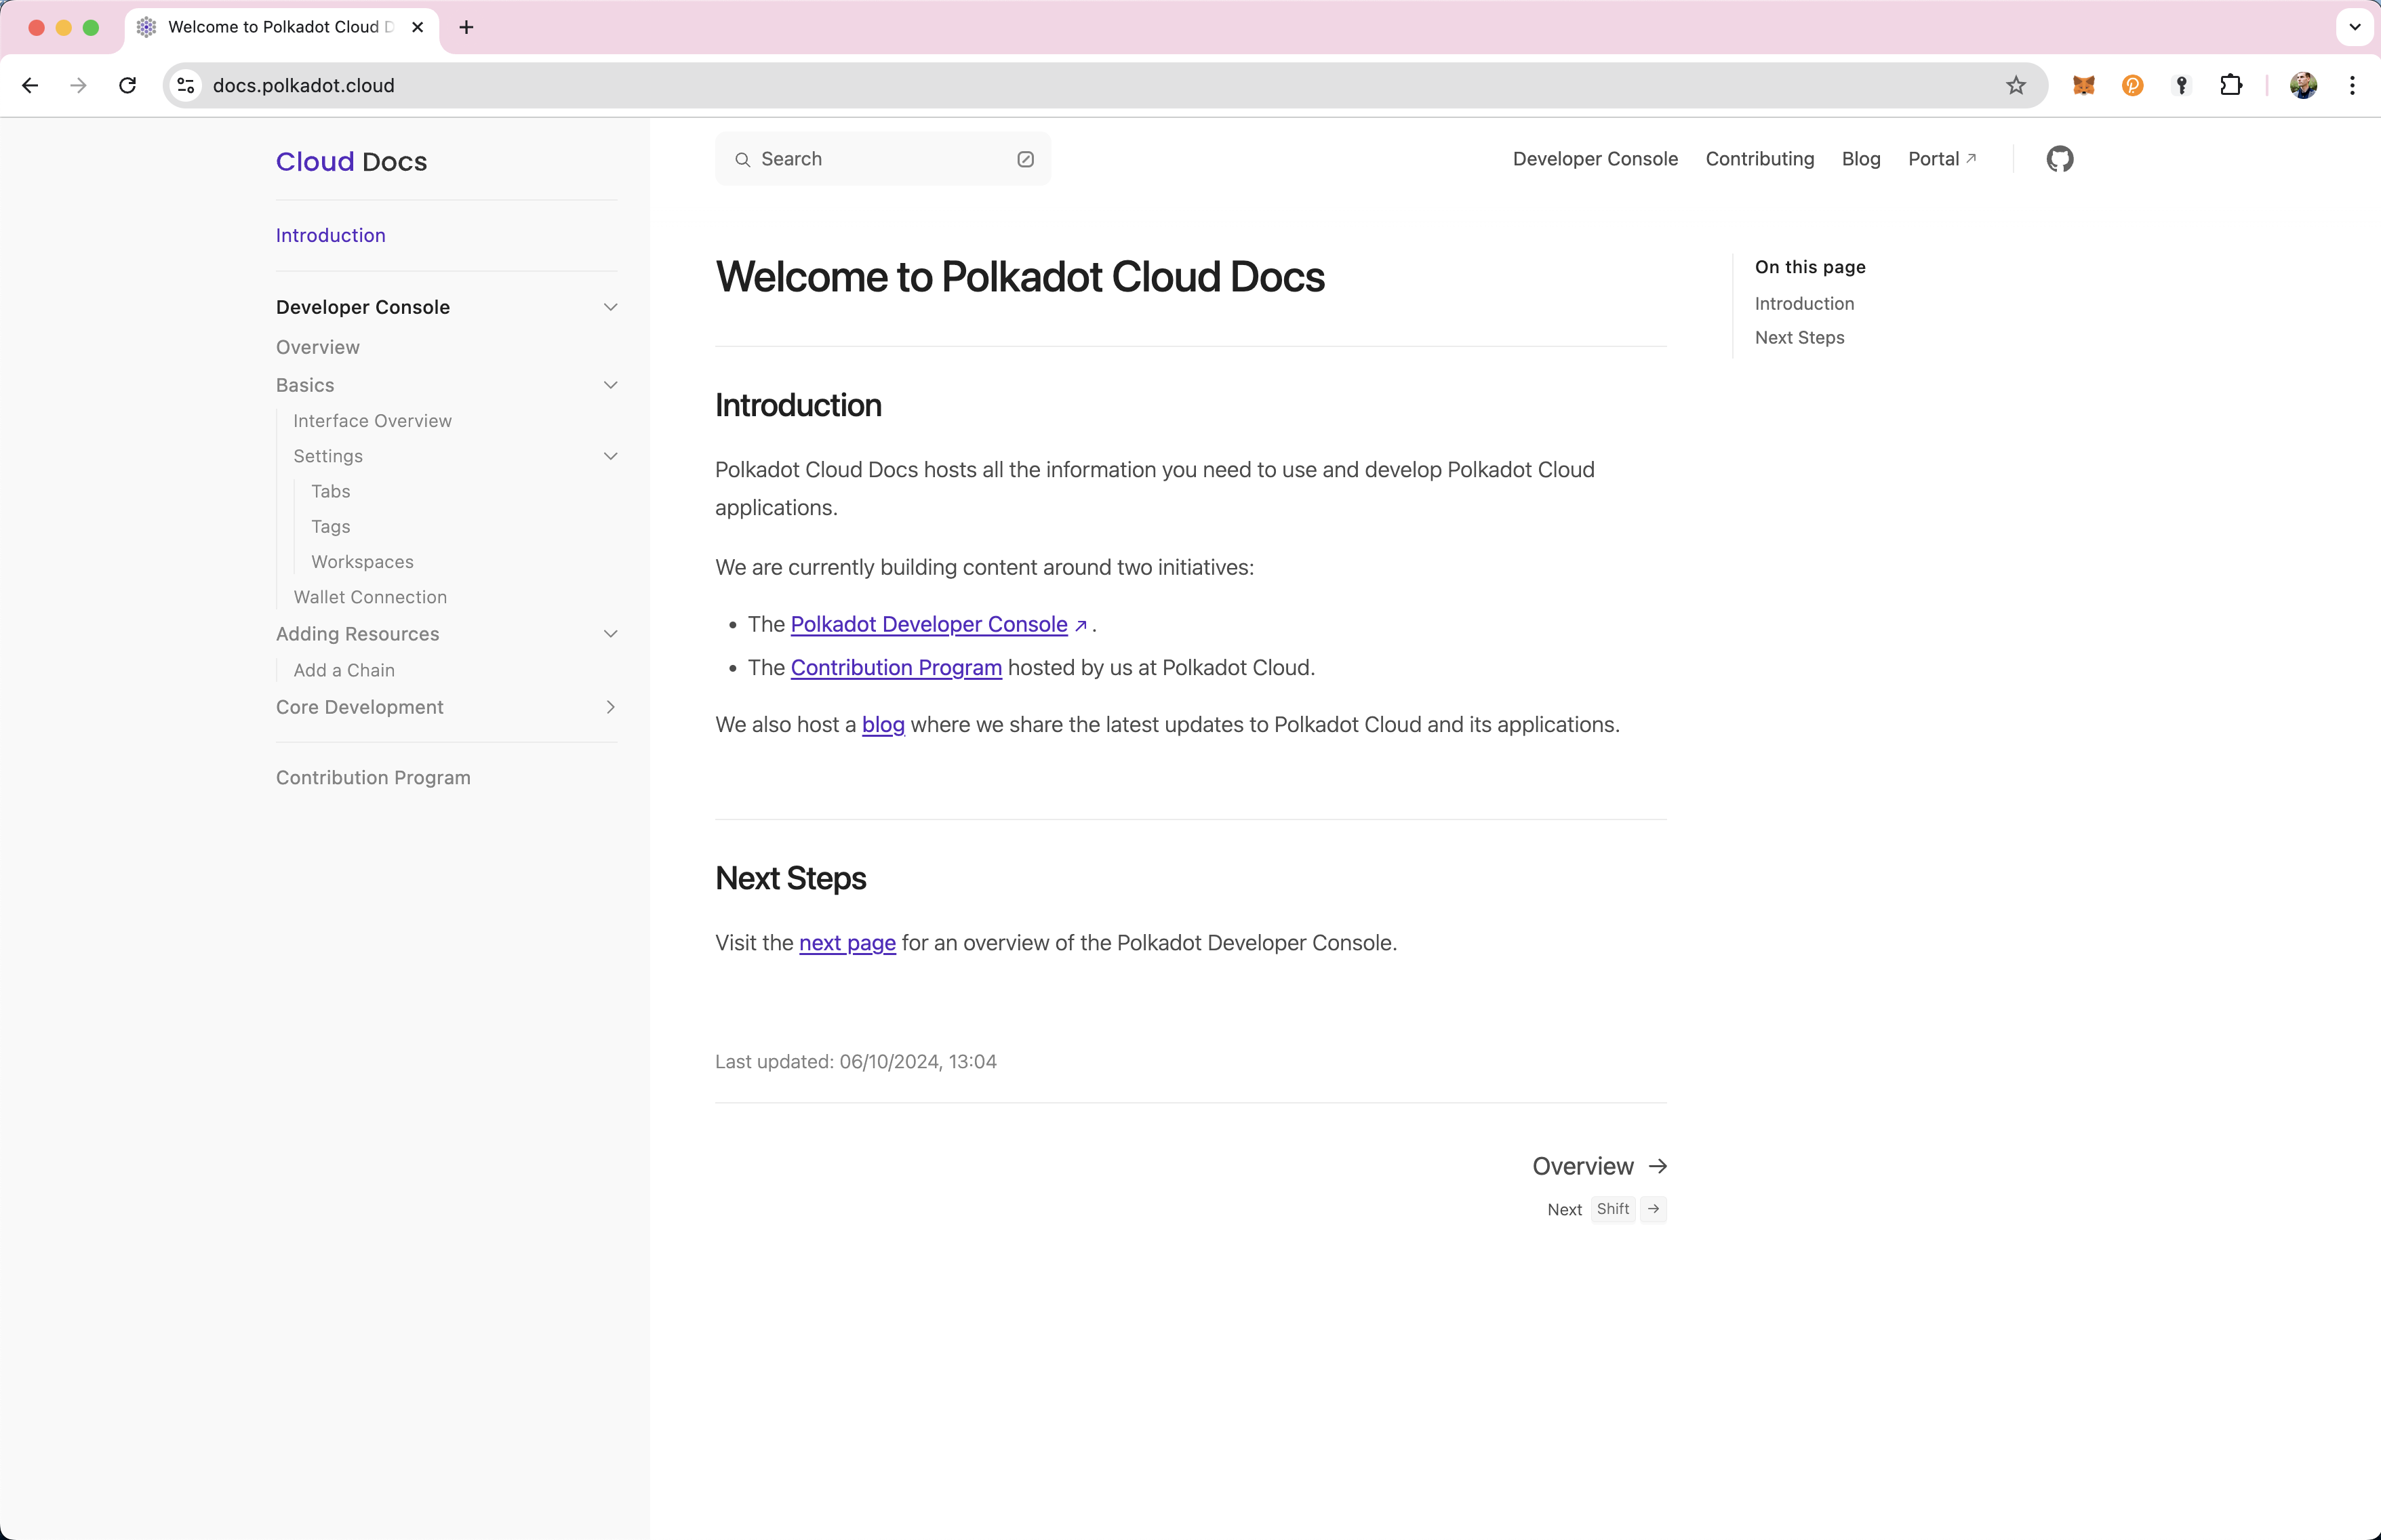 Welcome to Polkadot Cloud D
docs.polkadot.cloud
Cloud Docs
Introduction
Developer Console
Overview
Basics
Interface Overview
Settings
Tabs
Tags
Workspaces
Wallet Connection
Adding Resources
Add a Chain
Core Development
Contribution Program
Search
Developer Console
Contributing
Blog
Portal
Welcome to Polkadot Cloud Docs
Introduction
Polkadot Cloud Docs hosts all the information you need to use and develop Polkadot Cloud
applications.
We are currently building content around two initiatives:
• The Polkadot Developer Console ↗ .
• The Contribution Program hosted by us at Polkadot Cloud.
We also host a blog where we share the latest updates to Polkadot Cloud and its applications.
Next Steps
Visit the next page for an overview of the Polkadot Developer Console.
Last updated: 06/10/2024, 13:04
Overview →
Next Shift →
On this page
Introduction
Next Steps